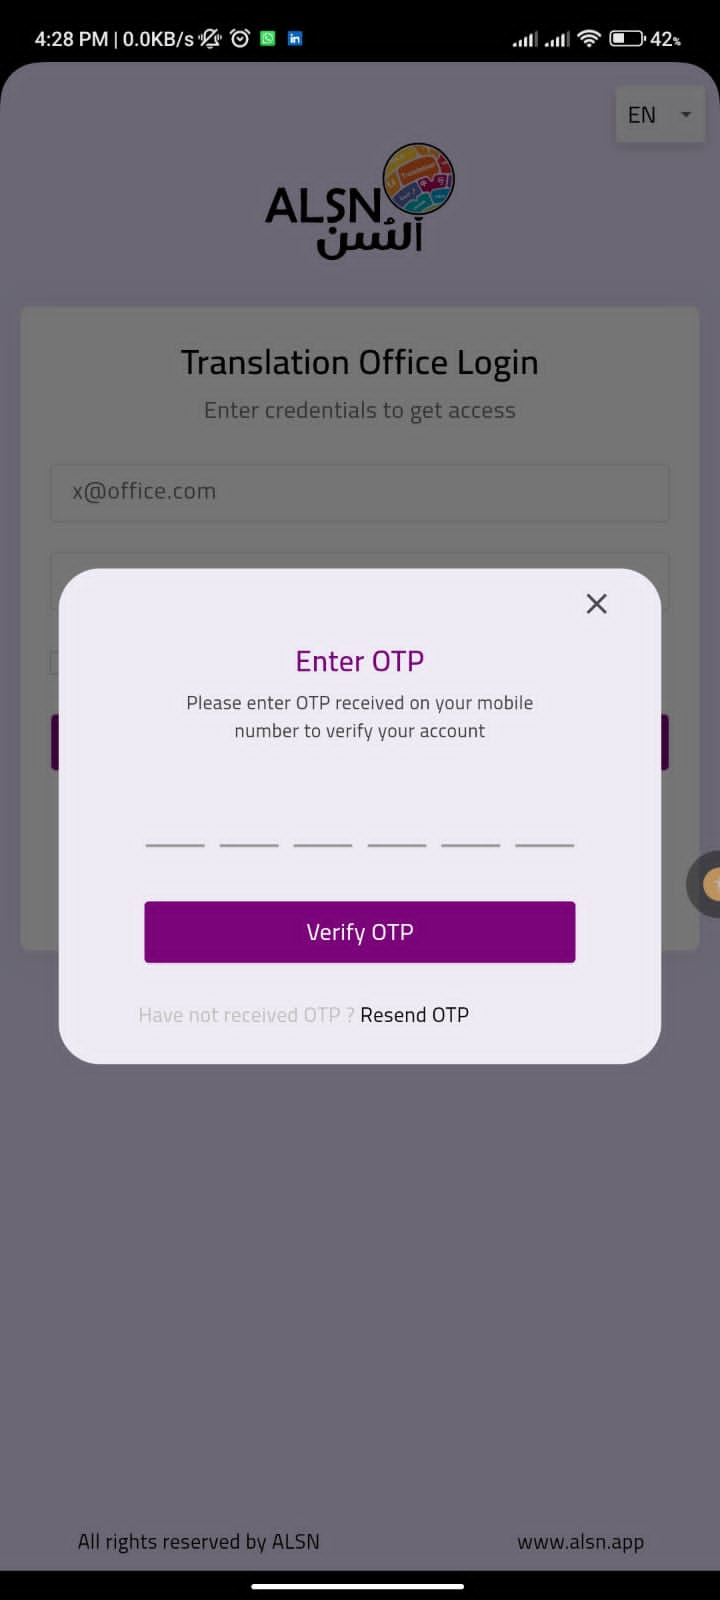 4:28 PM | 0.0KB/s
42%
EN
ALSN
ألسُن
Translation Office Login
Enter credentials to get access
x@office.com
Enter OTP
Please enter OTP received on your mobile
number to verify your account
Verify OTP
Have not received OTP ? Resend OTP
All rights reserved by ALSN
www.alsn.app